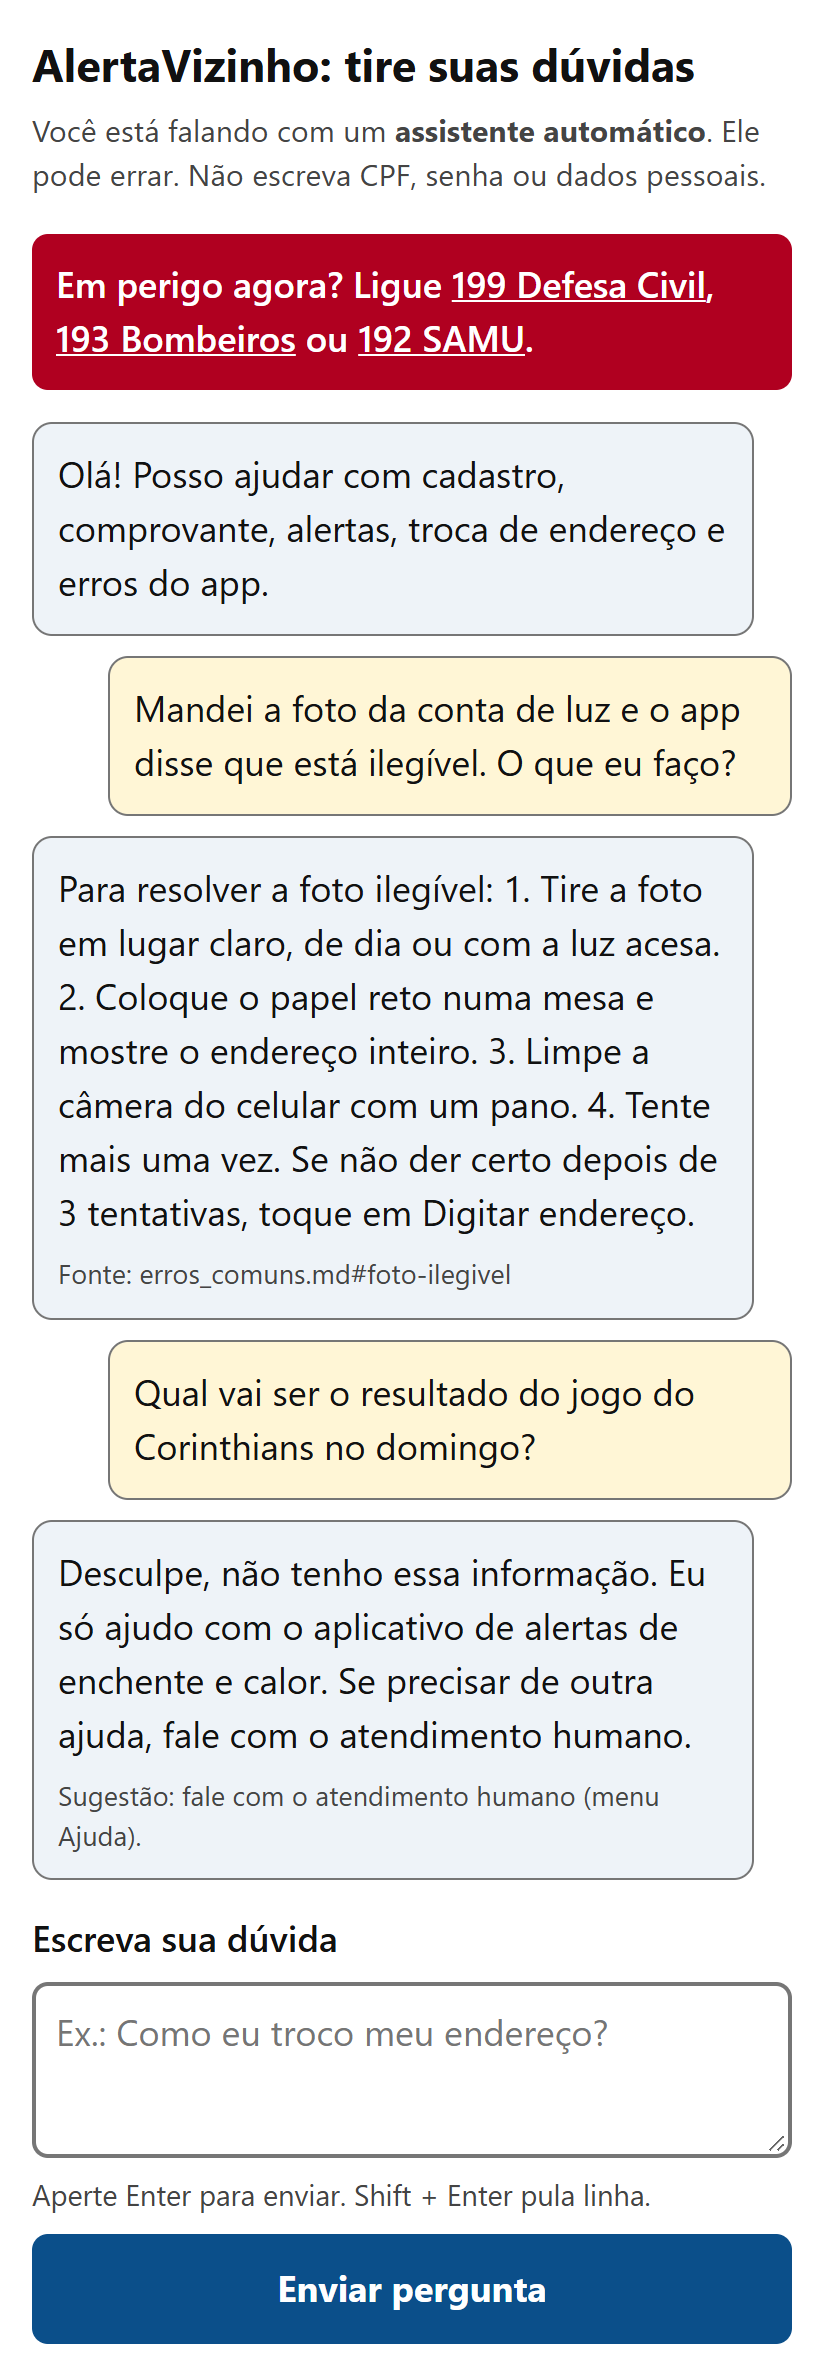 AlertaVizinho: tire suas dúvidas
Você está falando com um assistente automático. Ele
pode errar. Não escreva CPF, senha ou dados pessoais.
Em perigo agora? Ligue 199 Defesa Civil,
193 Bombeiros ou 192 SAMU.
Olá! Posso ajudar com cadastro,
comprovante, alertas, troca de endereço e
erros do app.
Mandei a foto da conta de luz e o app
disse que está ilegível. O que eu faço?
Para resolver a foto ilegível: 1. Tire a foto
em lugar claro, de dia ou com a luz acesa.
2. Coloque o papel reto numa mesa e
mostre o endereço inteiro. 3. Limpe a
câmera do celular com um pano. 4. Tente
mais uma vez. Se não der certo depois de
3 tentativas, toque em Digitar endereço.
Fonte: erros_comuns.md#foto-ilegivel
Qual vai ser o resultado do jogo do
Corinthians no domingo?
Desculpe, não tenho essa informação. Eu
só ajudo com o aplicativo de alertas de
enchente e calor. Se precisar de outra
ajuda, fale com o atendimento humano.
Sugestão: fale com o atendimento humano (menu
Ajuda).
Escreva sua dúvida
Ex.: Como eu troco meu endereço?
Aperte Enter para enviar. Shift + Enter pula linha.
Enviar pergunta